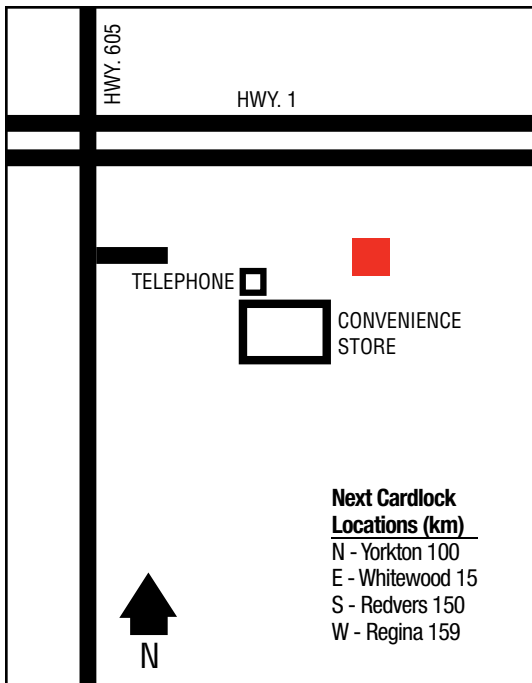 HWY. 605
HWY. 1
TELEPHONE
CONVENIENCE
STORE
Next Cardlock
Locations (km)
N - Yorkton 100
E - Whitewood 15
S - Redvers 150
W - Regina 159
N